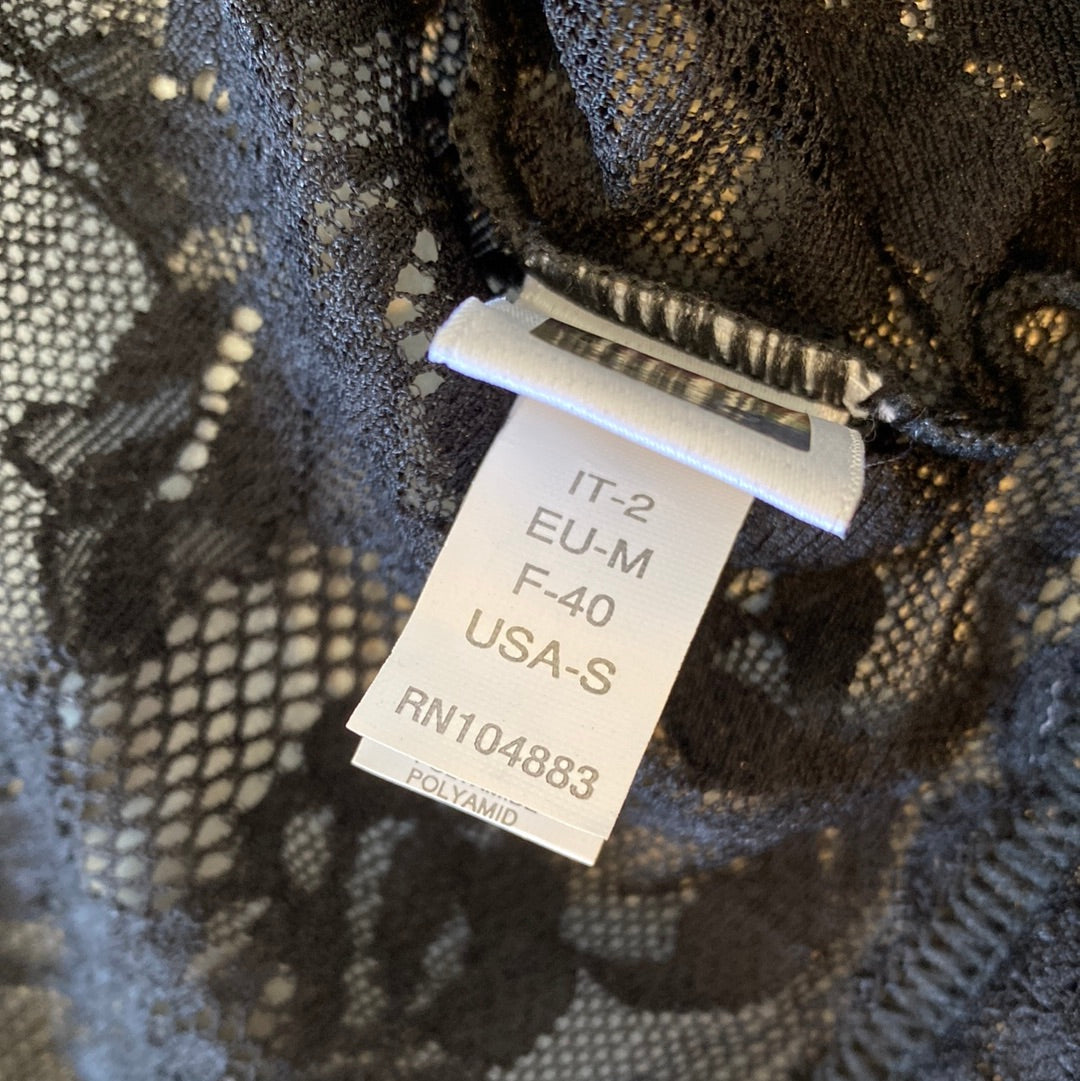 IT-2
EU-M
F-40
USA-S
RN104883
POLYAMID